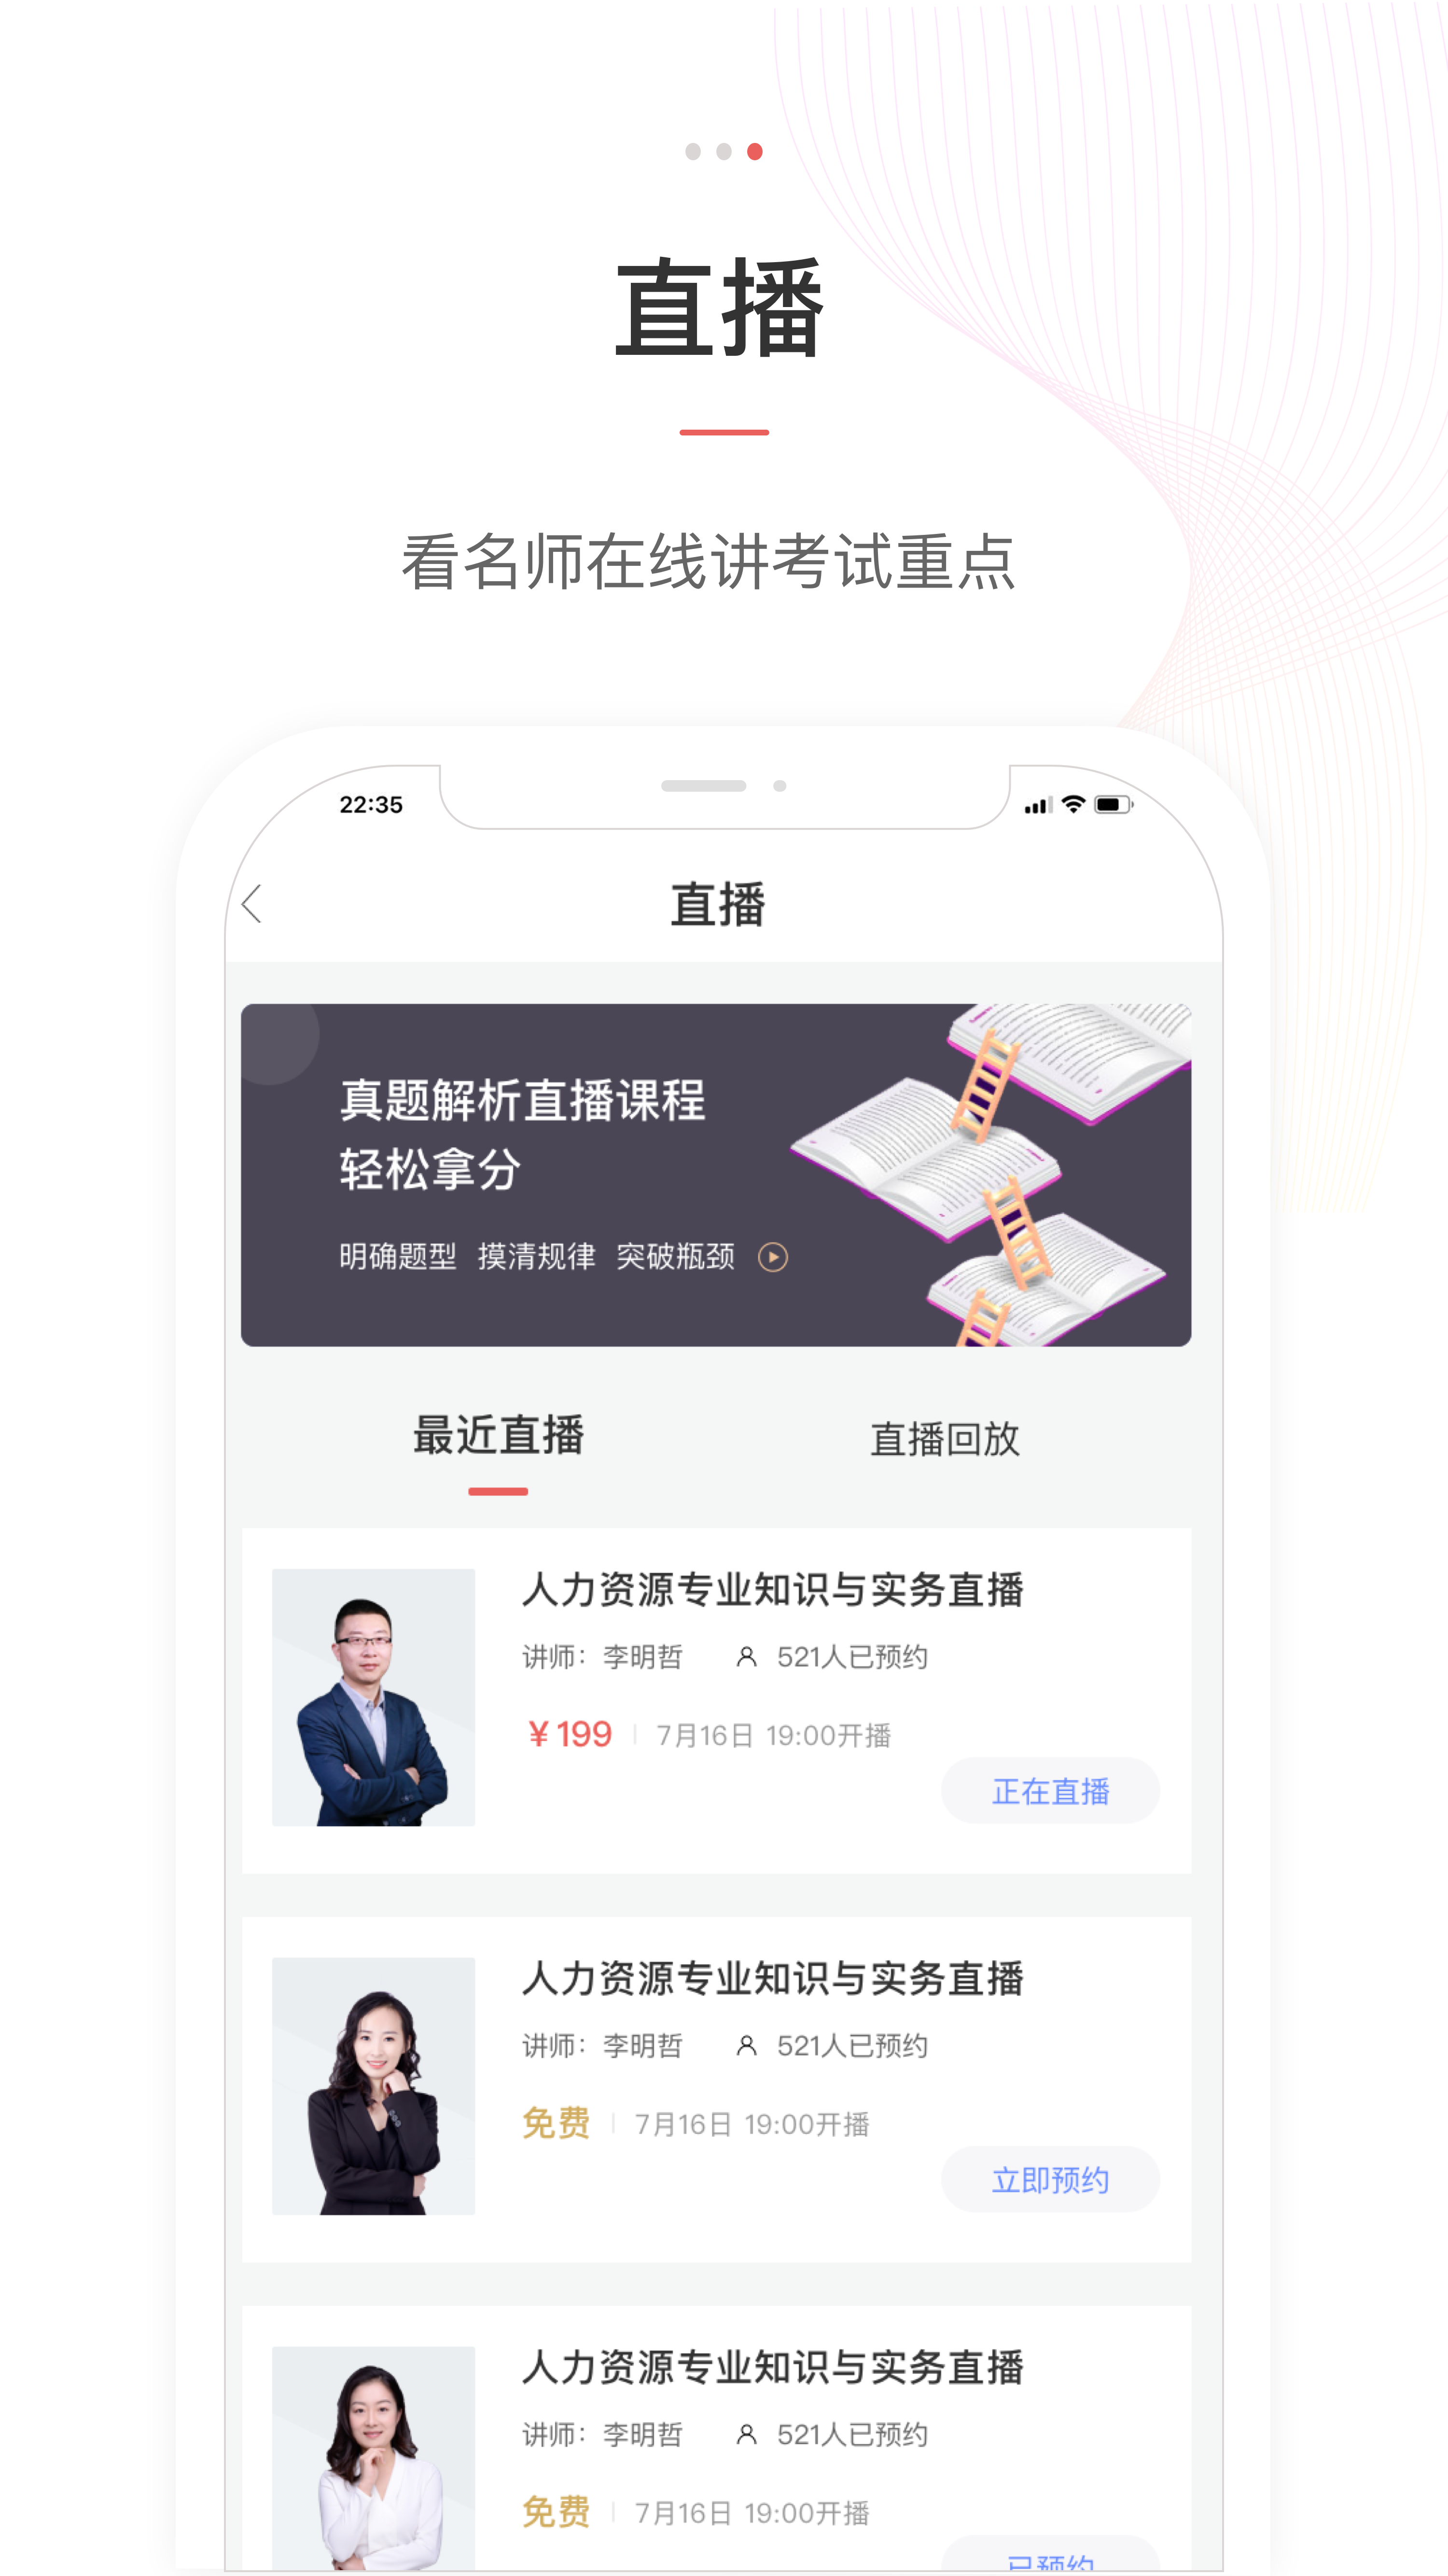 直播
看名师在线讲考试重点
22:35
直播
真题解析直播课程
轻松拿分
明确题型 摸清规律 突破瓶颈
最近直播 直播回放
人力资源专业知识与实务直播
讲师：李明哲 521人已预约
￥199 7月16日 19:00开播
正在直播
人力资源专业知识与实务直播
讲师：李明哲 521人已预约
免费 7月16日 19:00开播
立即预约
人力资源专业知识与实务直播
讲师：李明哲 521人已预约
免费 7月16日 19:00开播
已预约